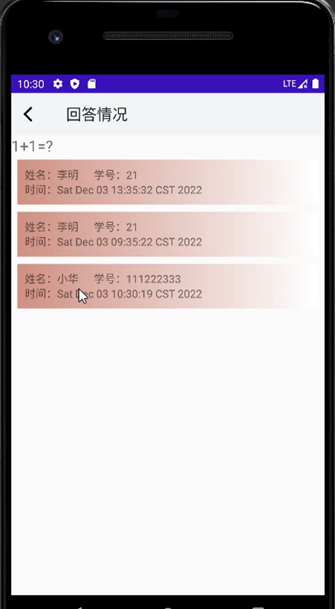 10:30 LTE
回答情况
1+1=?
姓名：李明 学号：21
时间：Sat Dec 03 13:35:32 CST 2022
姓名：李明 学号：21
时间：Sat Dec 03 09:35:22 CST 2022
姓名：小华 学号：111222333
时间：Sat Dec 03 10:30:19 CST 2022